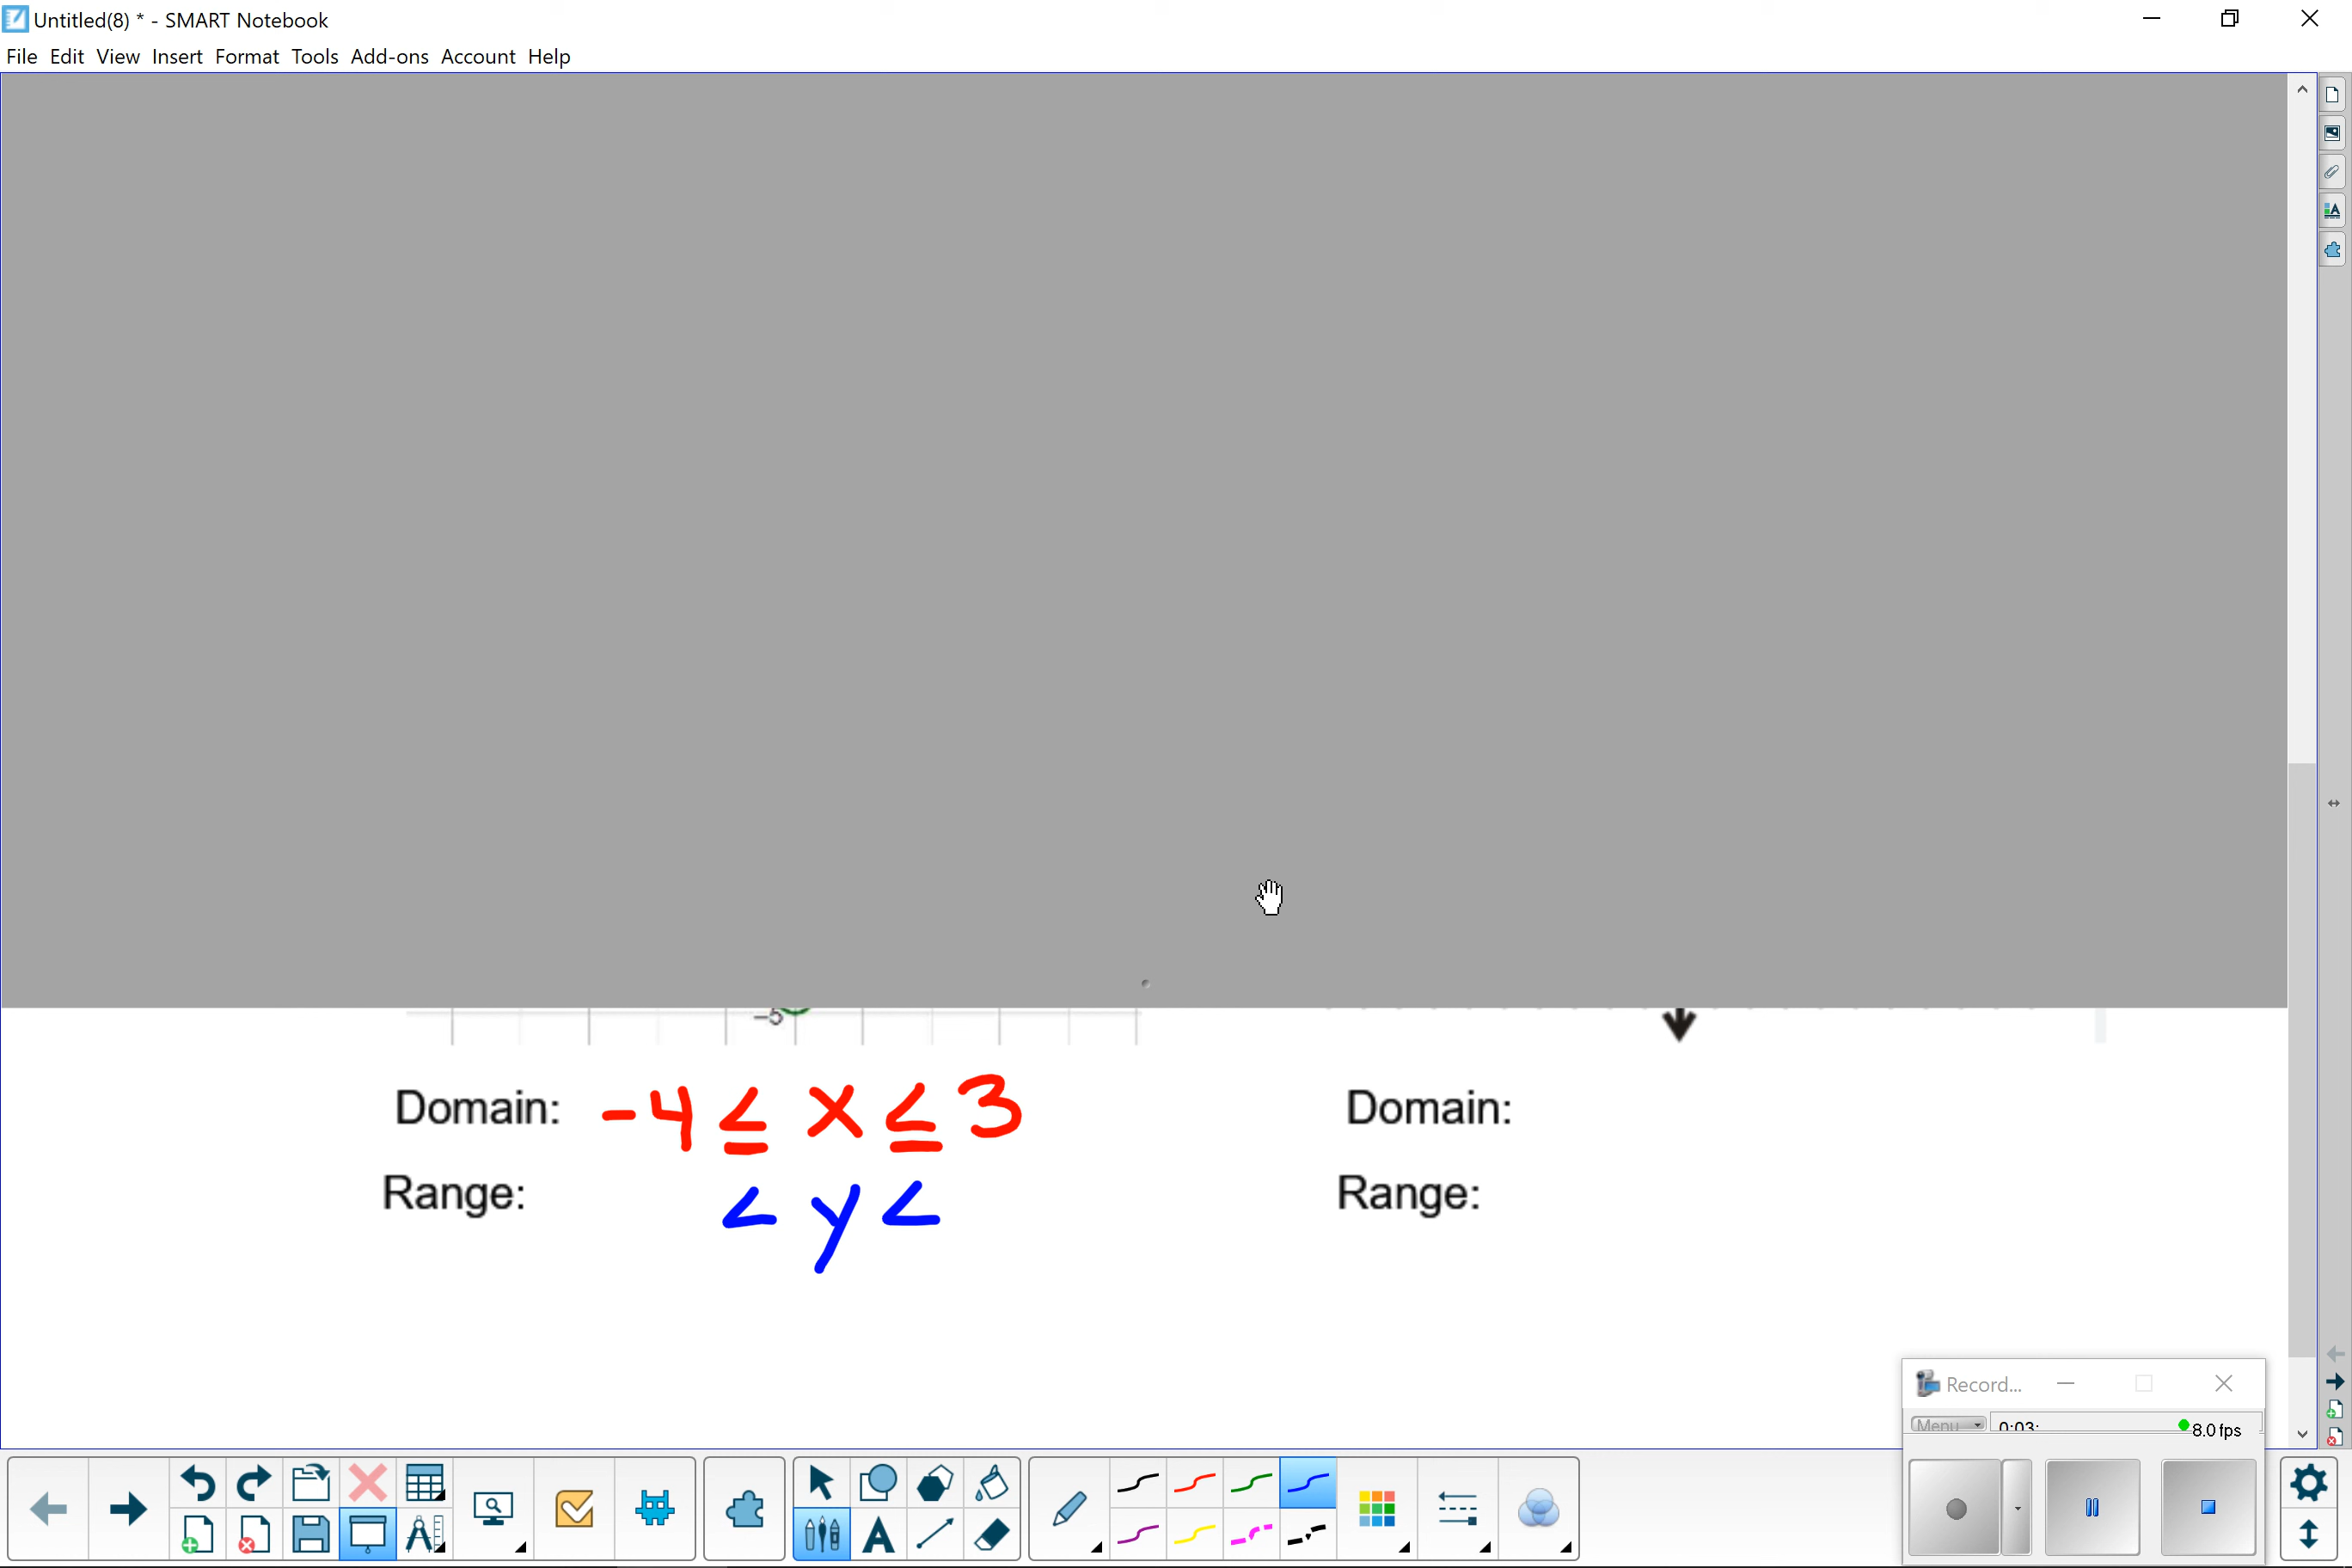 Untitled(8) * - SMART Notebook
File Edit View Insert Format Tools Add-ons Account Help
-5
Domain: -4 ≤ x ≤ 3
Domain:
Range: < y <
Range:
Record...
Menu 0:03: 8.0 fps